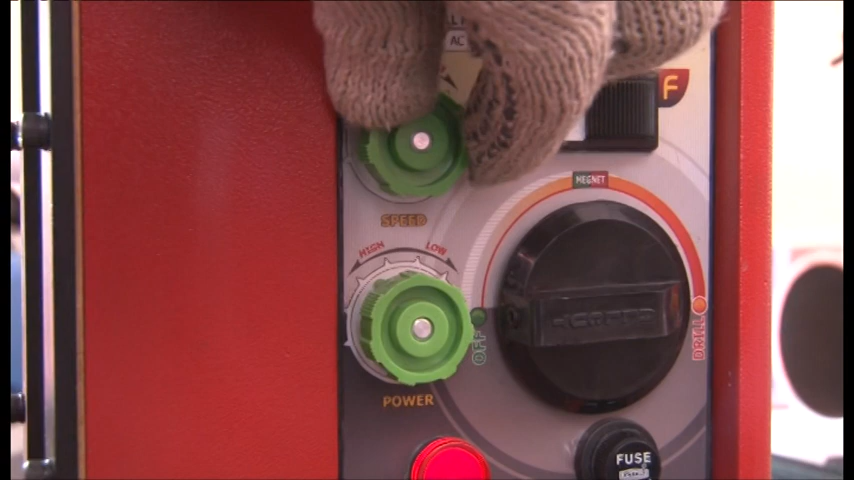 AC
F
MEGNET
SPEED
HIGH LOW
OFF
DRILL
POWER
FUSE